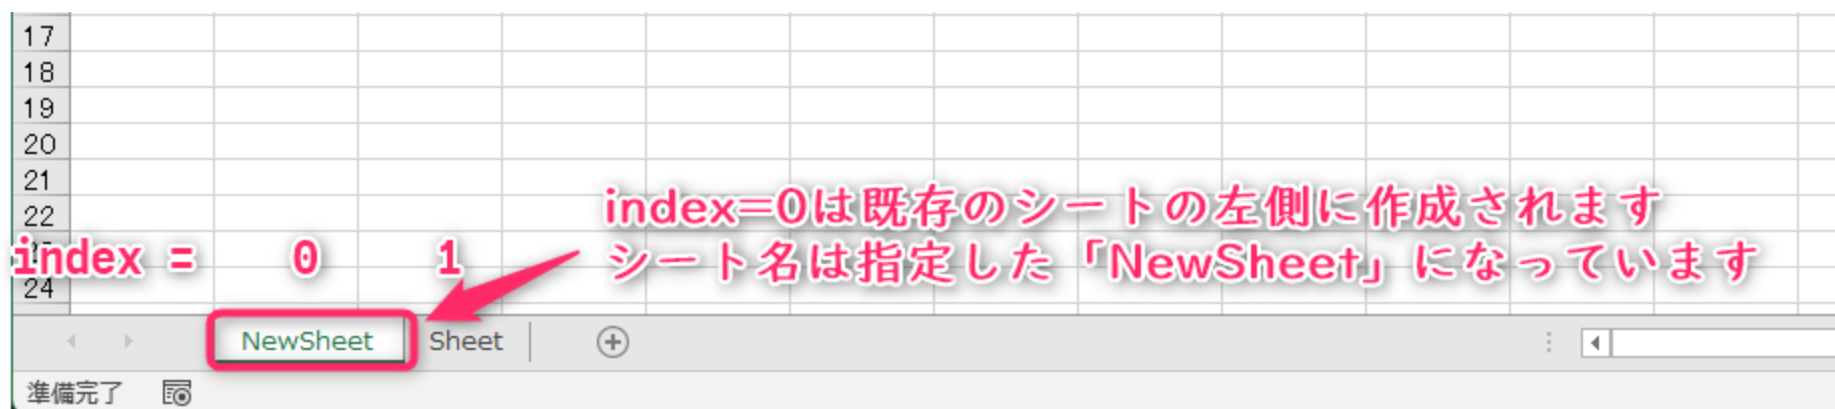 17
18
19
20
21
22
index = 0 1
24
index=0は既存のシートの左側に作成されます
シート名は指定した「NewSheet」になっています
NewSheet Sheet
準備完了